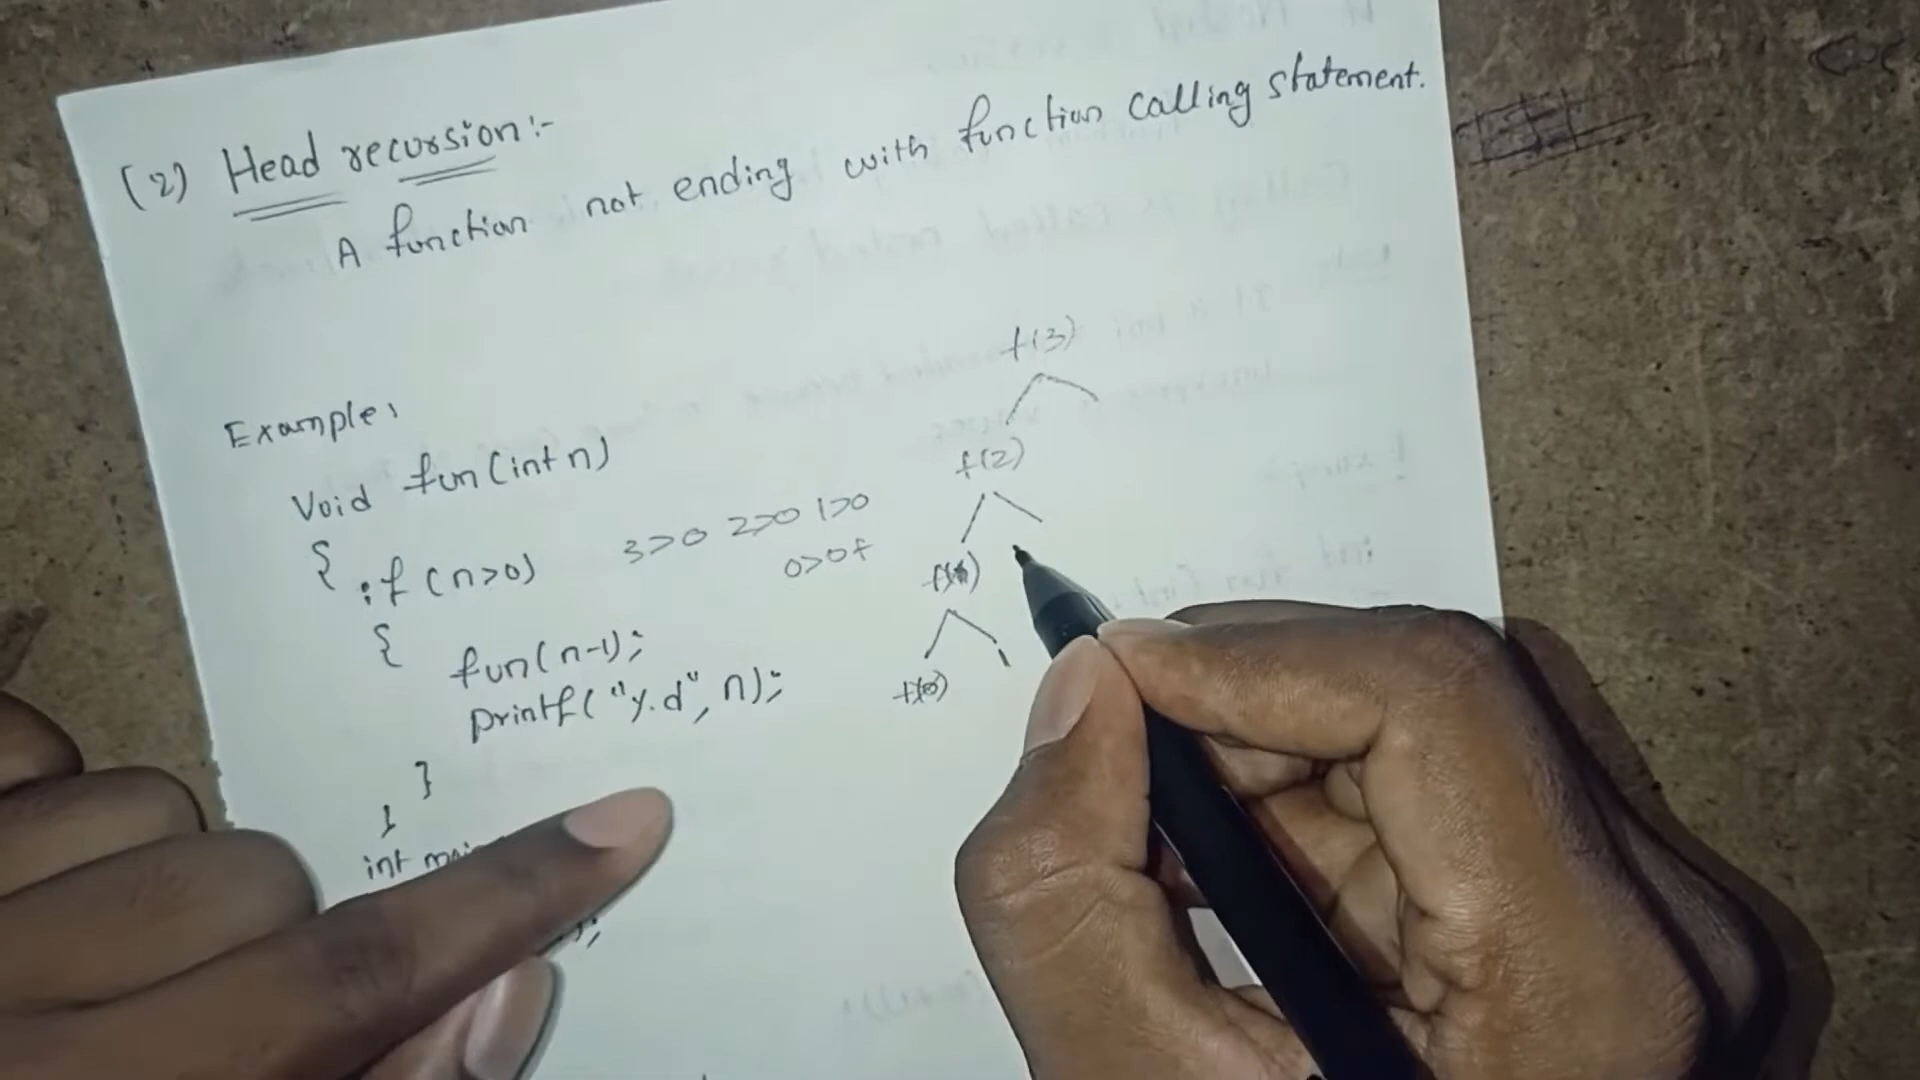 (2) Head recursion :-
A function not ending with function calling statement.
Example:
Void fun(int n)
{
if (n>0)
{
fun(n-1);
printf("%d", n);
}
}
int
3>0 2>0 1>0
0>0 f
f(3)
f(2)
f(1)
f(0)
1